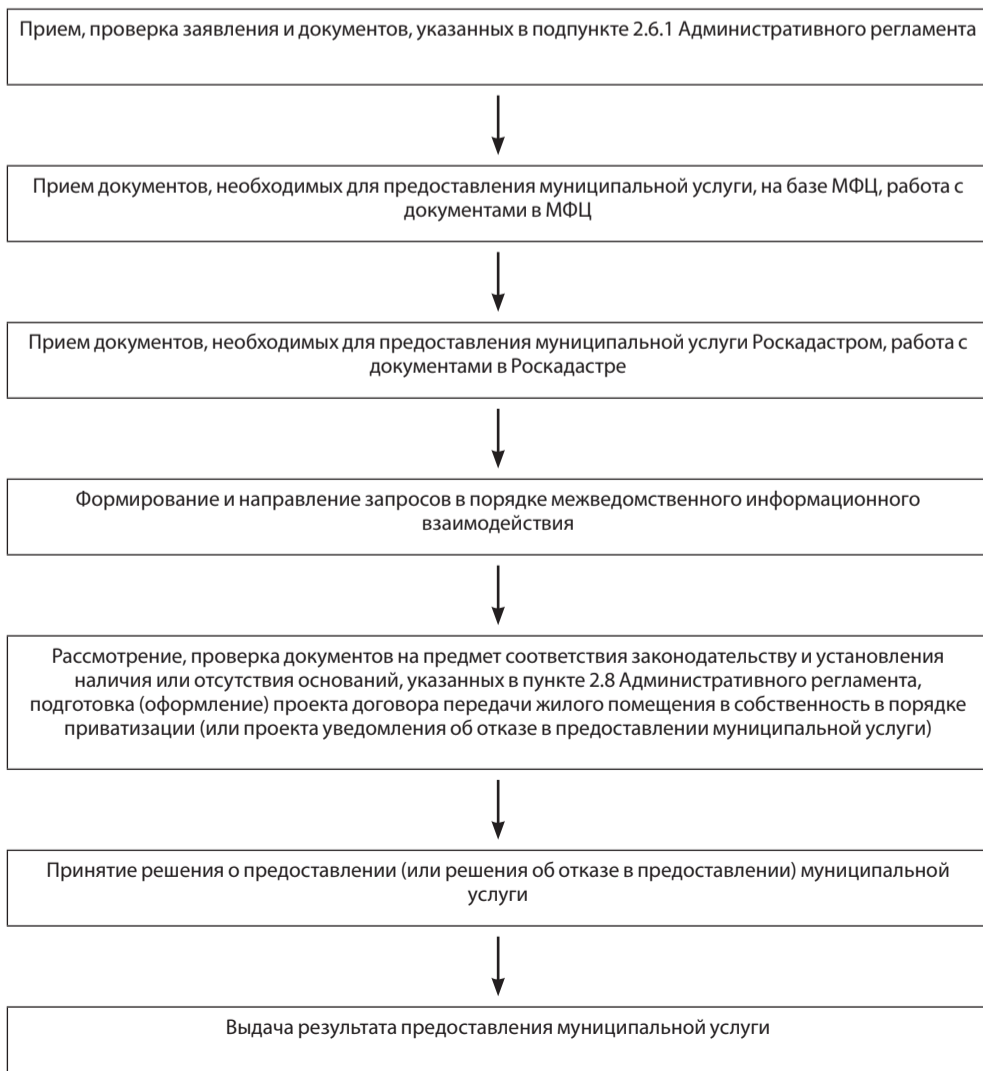 Прием, проверка заявления и документов, указанных в подпункте 2.6.1 Административного регламента
Прием документов, необходимых для предоставления муниципальной услуги, на базе МФЦ, работа с
документами в МФЦ
Прием документов, необходимых для предоставления муниципальной услуги Роскадастром, работа с
документами в Роскадастре
Формирование и направление запросов в порядке межведомственного информационного
взаимодействия
Рассмотрение, проверка документов на предмет соответствия законодательству и установления
наличия или отсутствия оснований, указанных в пункте 2.8 Административного регламента,
подготовка (оформление) проекта договора передачи жилого помещения в собственность в порядке
приватизации (или проекта уведомления об отказе в предоставлении муниципальной услуги)
Принятие решения о предоставлении (или решения об отказе в предоставлении) муниципальной
услуги
Выдача результата предоставления муниципальной услуги